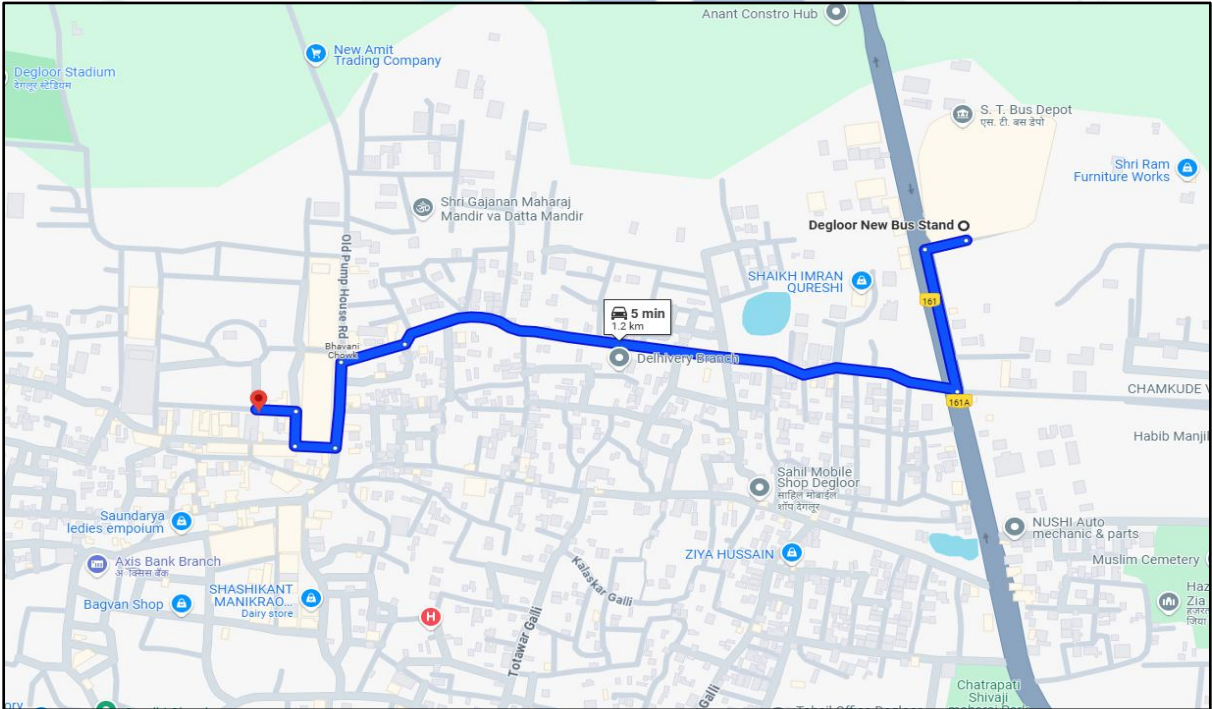 Anant Constro Hub
New Amit
Trading Company
Degloor Stadium
देगलूर स्टेडियम
S. T. Bus Depot
एस. टी. बस डेपो
Shri Ram
Furniture Works
Shri Gajanan Maharaj
Mandir va Datta Mandir
Degloor New Bus Stand
Old Pump House Rd
SHAIKH IMRAN
QURESHI
161
5 min
1.2 km
Bhavani
Chowk
Delhivery Branch
161A
CHAMKUDE V
Habib Manjil
Sahil Mobile
Shop Degloor
साहिल मोबाईल
शॉप देगलूर
Saundarya
ledies empoium
NUSHI Auto
mechanic & parts
ZIYA HUSSAIN
Axis Bank Branch
Muslim Cemetery
Kalaskar Galli
SHASHIKANT
MANIKRAO...
Dairy store
Bagvan Shop
H
Haz
Zia
Totawar Galli
Galli
Chatrapati
Shivaji